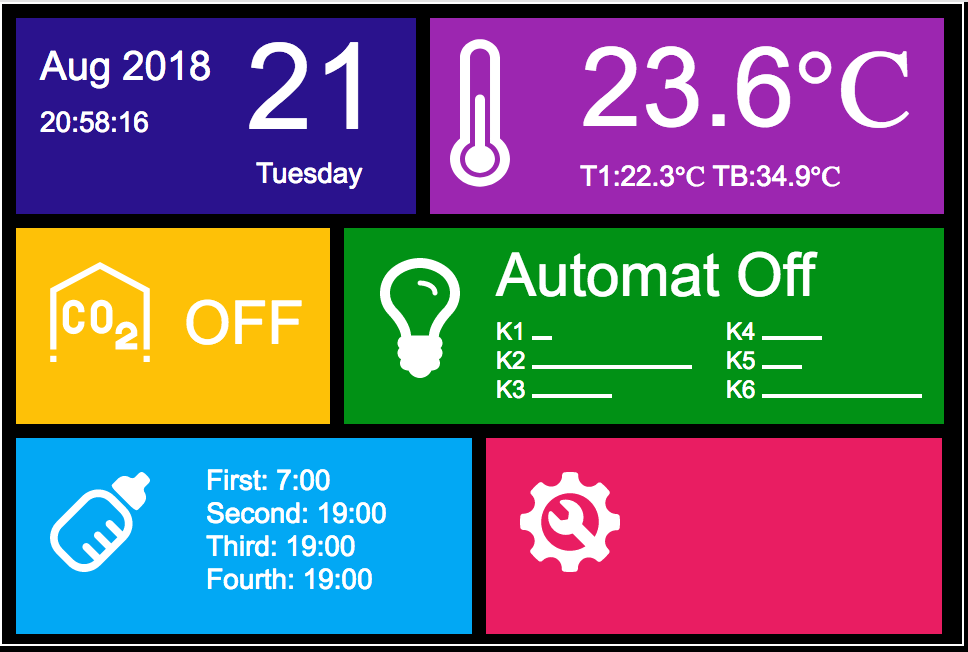 Aug 2018
21
20:58:16
Tuesday
23.6°C
T1:22.3°C TB:34.9°C
CO2
OFF
Automat Off
K1
K2
K3
K4
K5
K6
First: 7:00
Second: 19:00
Third: 19:00
Fourth: 19:00